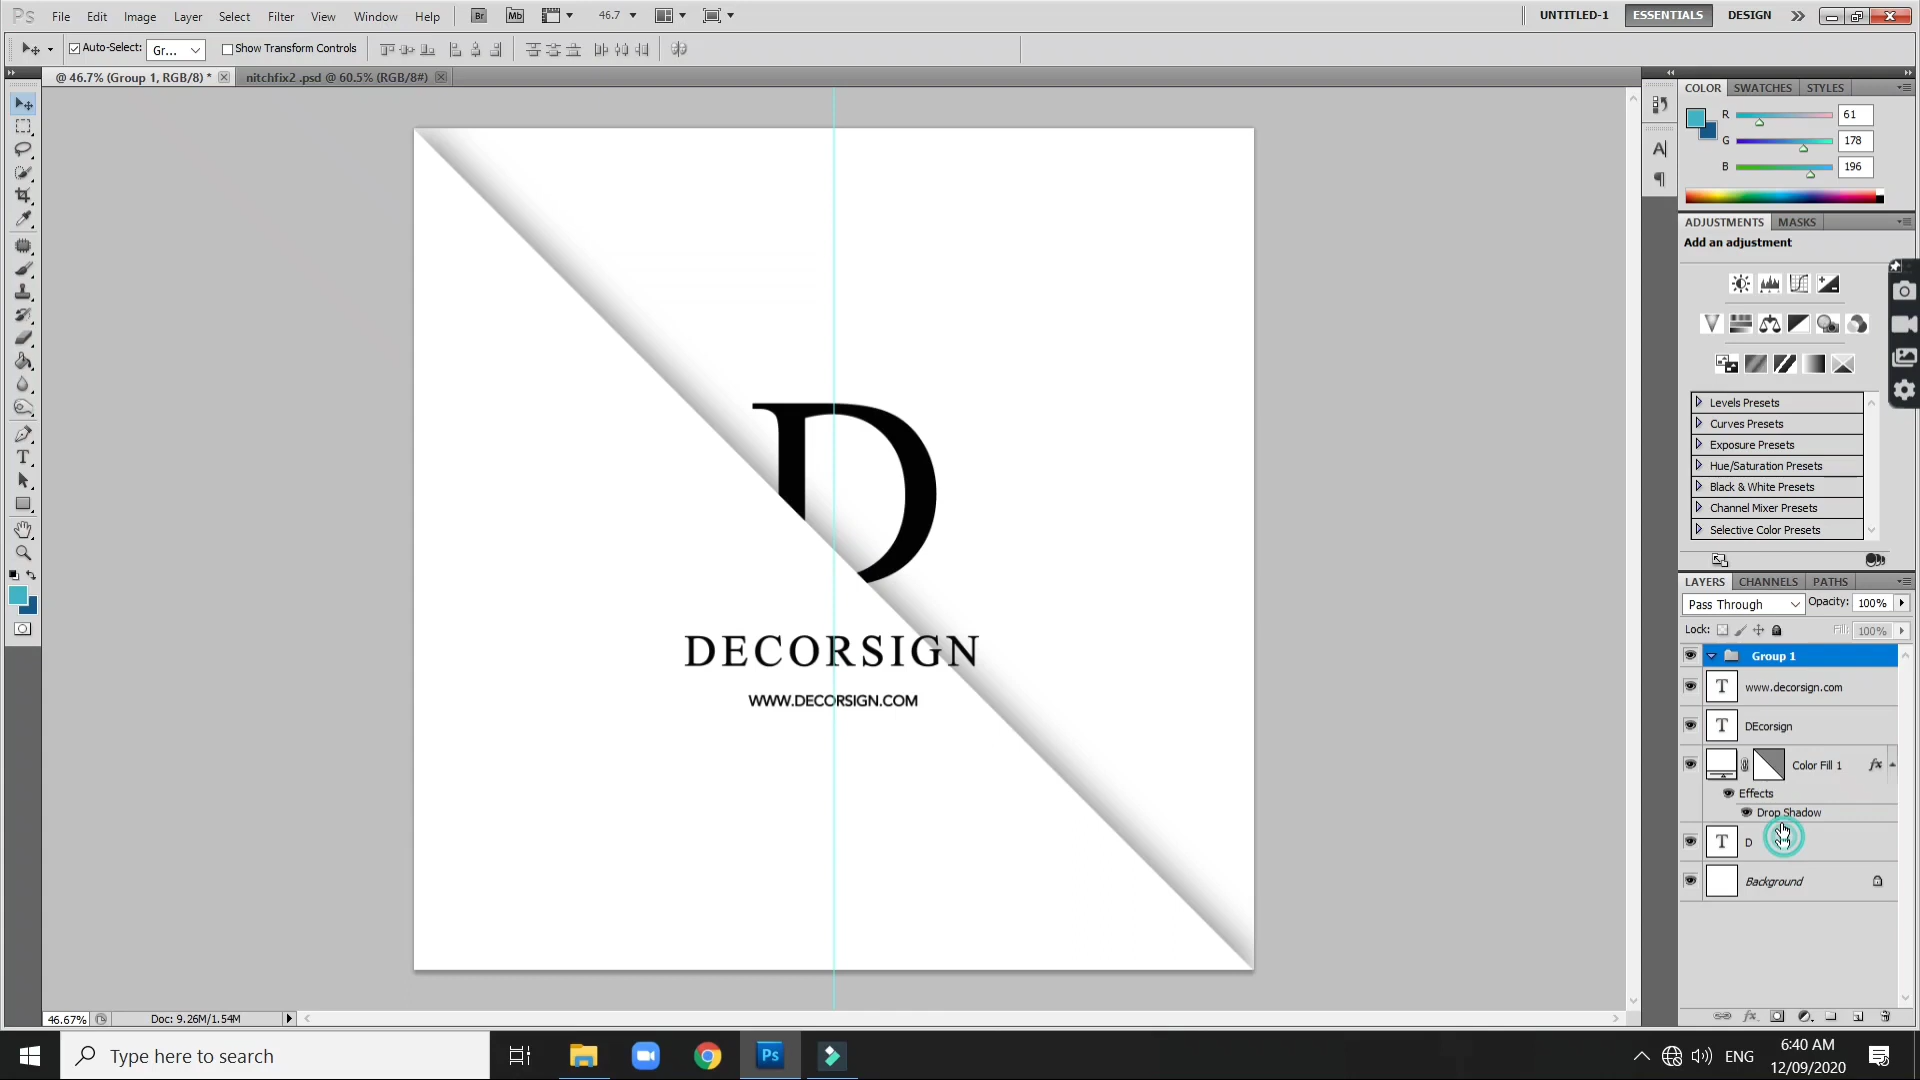 Ps File Edit Image Layer Select Filter View Window Help Br Mb 46.7 UNTITLED-1 ESSENTIALS DESIGN
Auto-Select: Gr... Show Transform Controls
@ 46.7% (Group 1, RGB/8) * nitchfix2 .psd @ 60.5% (RGB/8#)
COLOR SWATCHES STYLES
R 61
G 178
B 196
ADJUSTMENTS MASKS
Add an adjustment
Levels Presets
Curves Presets
Exposure Presets
Hue/Saturation Presets
Black & White Presets
Channel Mixer Presets
Selective Color Presets
D
DECORSIGN
WWW.DECORSIGN.COM
LAYERS CHANNELS PATHS
Pass Through Opacity: 100%
Lock: Fill: 100%
Group 1
T www.decorsign.com
T DEcorsign
Color Fill 1 fx
Effects
Drop Shadow
T D
Background
46.67% Doc: 9.26M/1.54M
Type here to search
Ps
ENG
6:40 AM
12/09/2020